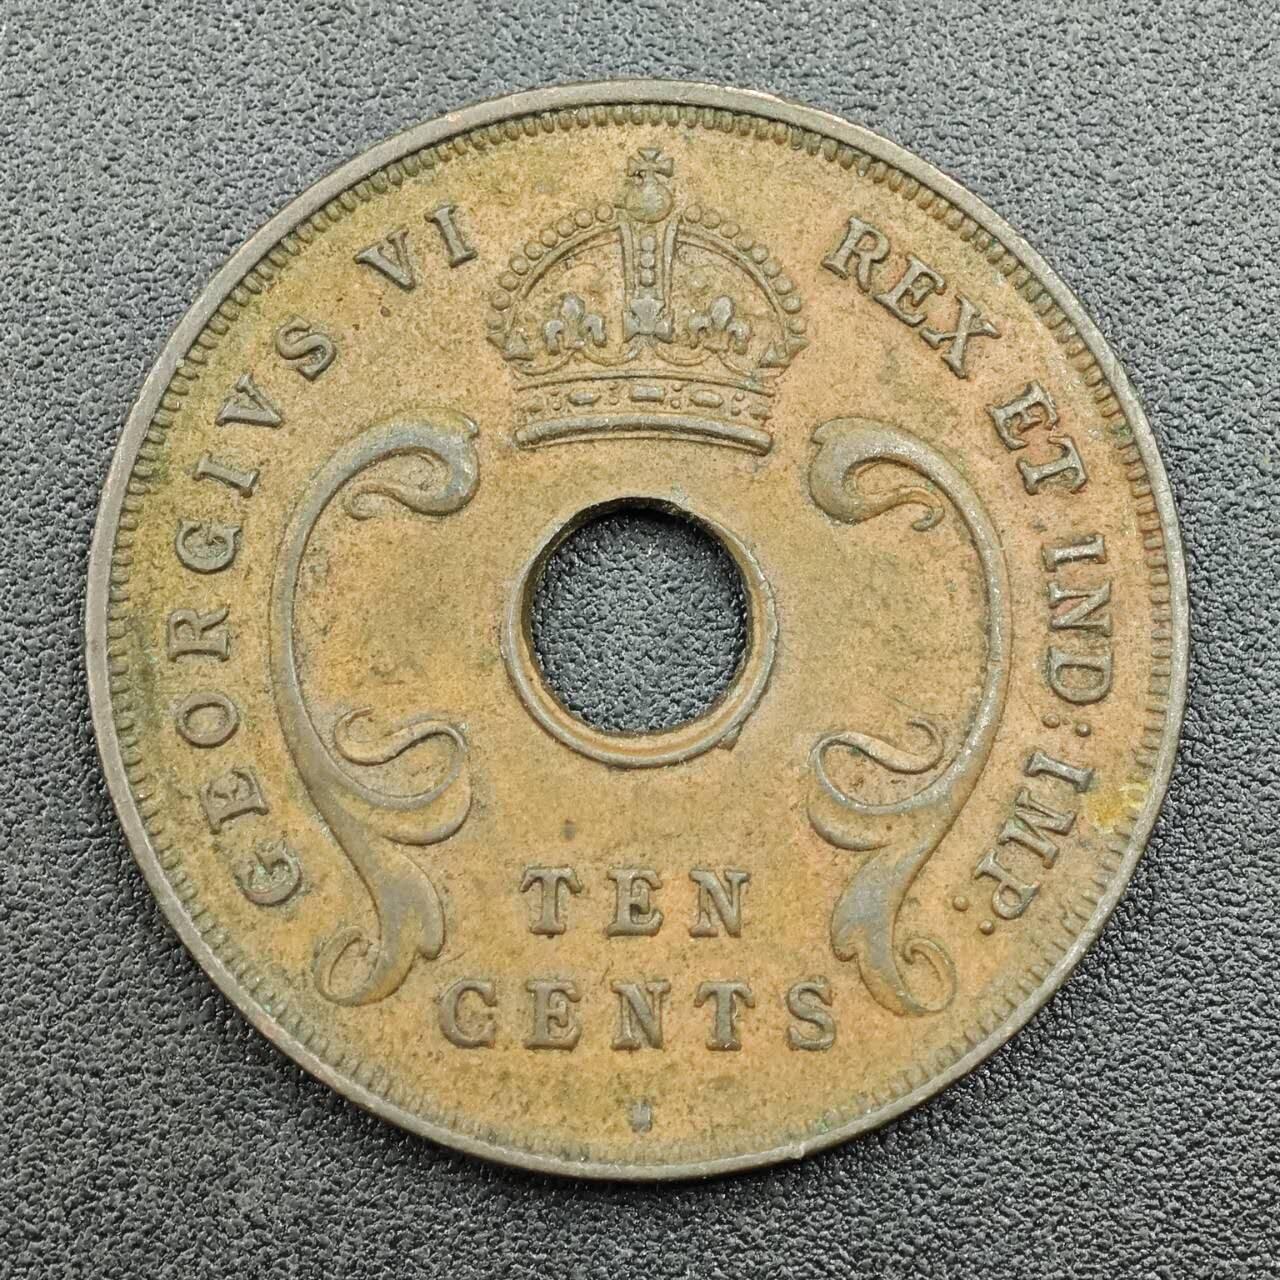 GEORGIVS VI REX ET IND: IMP:
TEN
CENTS